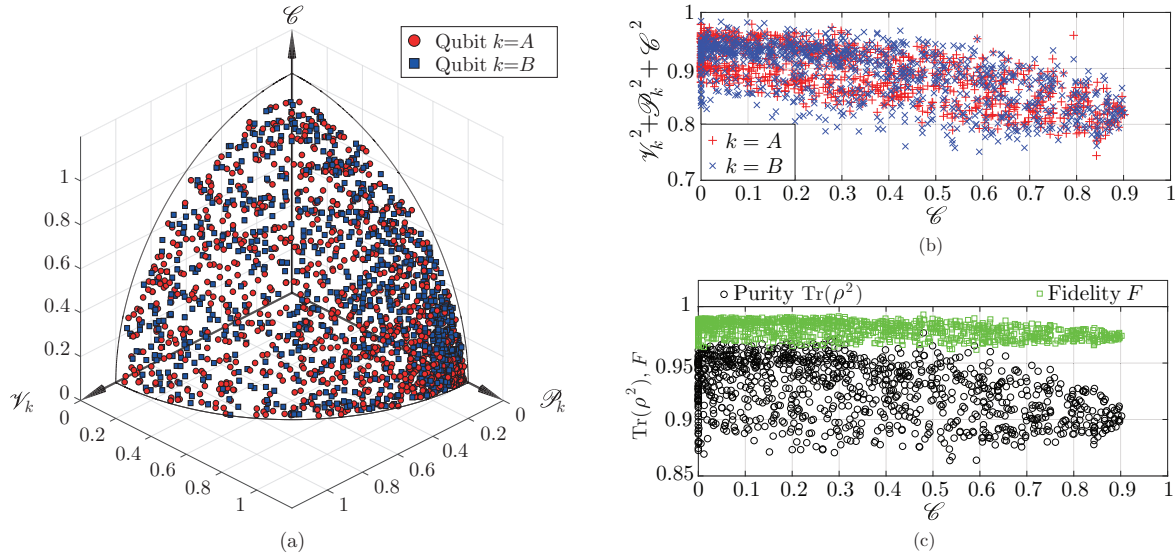 𝒞
Qubit k=A
Qubit k=B
1
0.8
0.6
0.4
0.2
0
𝒱ₖ
0
0.2
0.4
0.6
0.8
1
𝒫ₖ
0
0.2
0.4
0.6
0.8
1
(a)
𝒱ₖ²+𝒫ₖ²+𝒞²
1
0.9
0.8
0.7
k = A
k = B
0 0.1 0.2 0.3 0.4 0.5 0.6 0.7 0.8 0.9 1
𝒞
(b)
Purity Tr(ρ²) Fidelity F
Tr(ρ²), F
1
0.95
0.9
0.85
0 0.1 0.2 0.3 0.4 0.5 0.6 0.7 0.8 0.9 1
𝒞
(c)